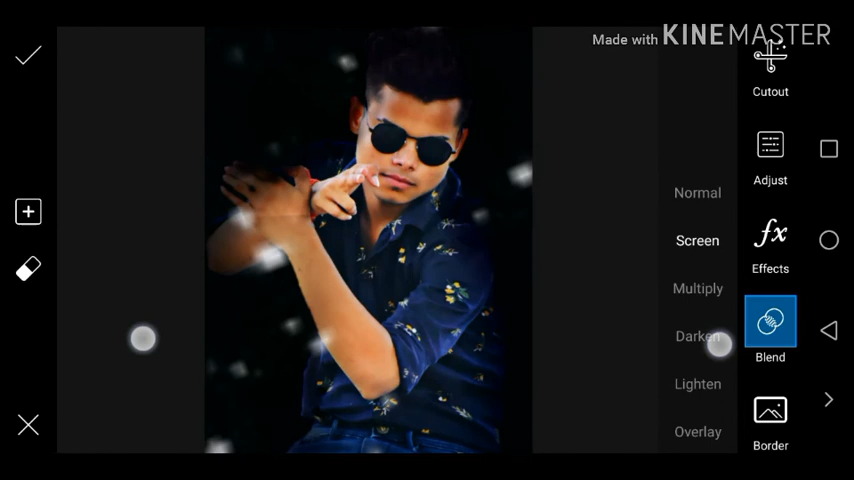 Made with KINEMASTER
Cutout
Adjust
Normal
fx
Screen
Effects
Multiply
Darken
Blend
Lighten
Overlay
Border